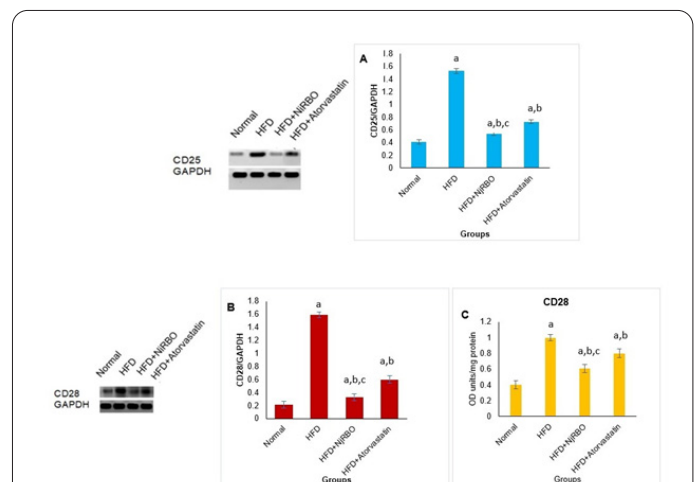 Normal
HFD
HFD+NjRBO
HFD+Atorvastatin
CD25
GAPDH
A
CD25/GAPDH
1.8
1.6
1.4
1.2
1
0.8
0.6
0.4
0.2
0
a
a,b,c
a,b
Normal
HFD
HFD+NjRBO
HFD+Atorvastatin
Groups
Normal
HFD
HFD+NjRBO
HFD+Atorvastatin
CD28
GAPDH
B
CD28/GAPDH
1.8
1.6
1.4
1.2
1
0.8
0.6
0.4
0.2
0
a
a,b,c
a,b
Normal
HFD
HFD+NjRBO
HFD+Atorvastatin
Groups
CD28
C
OD units/mg protein
1.2
1
0.8
0.6
0.4
0.2
0
a
a,b,c
a,b
Normal
HFD
HFD+NjRBO
HFD+Atorvastatin
Groups